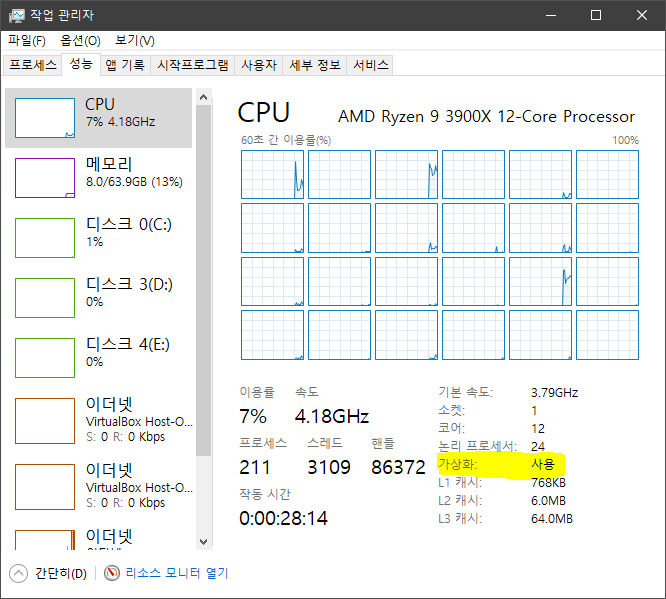 작업 관리자
파일(F) 옵션(O) 보기(V)
프로세스 성능 앱 기록 시작프로그램 사용자 세부 정보 서비스
CPU
7% 4.18GHz
메모리
8.0/63.9GB (13%)
디스크 0(C:)
1%
디스크 3(D:)
0%
디스크 4(E:)
0%
이더넷
VirtualBox Host-O...
S: 0 R: 0 Kbps
이더넷
VirtualBox Host-O...
S: 0 R: 0 Kbps
이더넷
CPU AMD Ryzen 9 3900X 12-Core Processor
60초 간 이용률(%) 100%
이용률 속도
7% 4.18GHz
프로세스 스레드 핸들
211 3109 86372
작동 시간
0:00:28:14
기본 속도: 3.79GHz
소켓: 1
코어: 12
논리 프로세서: 24
가상화: 사용
L1 캐시: 768KB
L2 캐시: 6.0MB
L3 캐시: 64.0MB
간단히(D) 리소스 모니터 열기